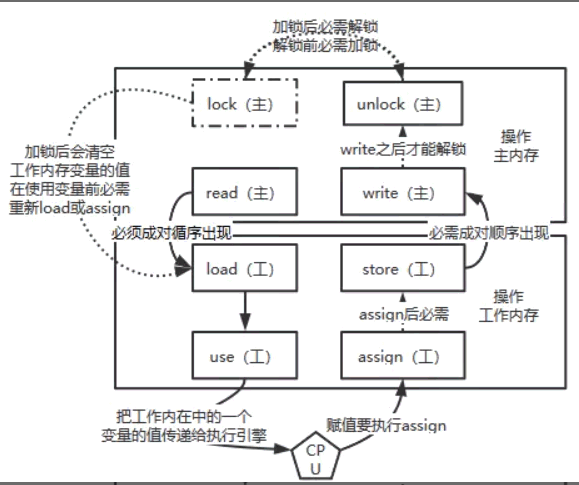 加锁后必需解锁
解锁前必需加锁
lock（主）
unlock（主）
加锁后会清空
工作内存变量的值
在使用变量前必需
重新load或assign
write之后才能解锁
操作
主内存
read（主）
write（主）
必须成对循序出现
必需成对顺序出现
load（工）
store（工）
操作
工作内存
assign后必需
use（工）
assign（工）
把工作内在中的一个
变量的值传递给执行引擎
赋值要执行assign
CP
U